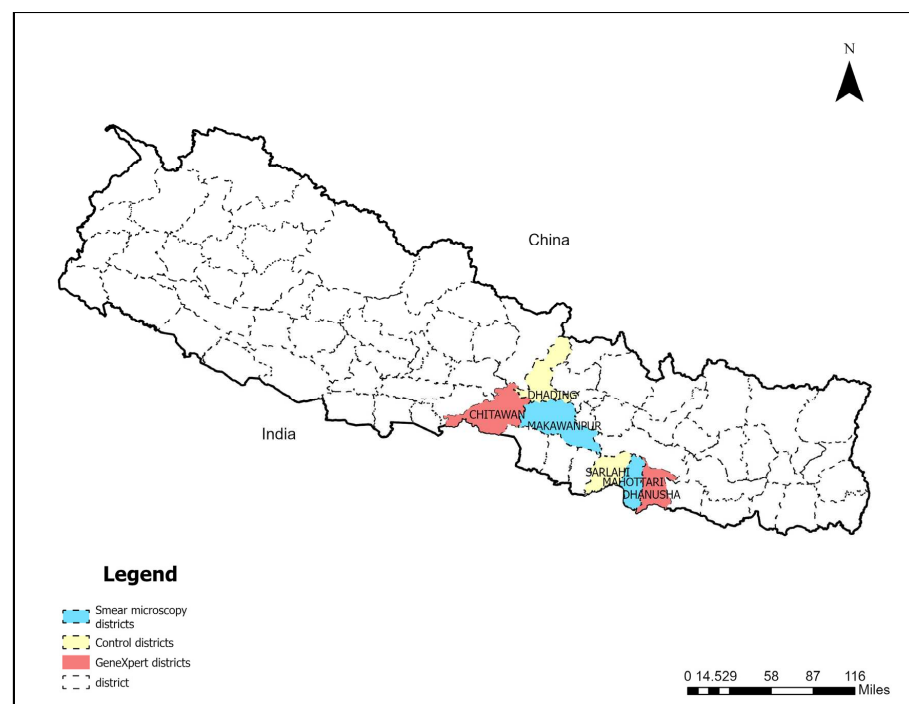 N
China
DHADING
CHITAWAN
MAKAWANPUR
India
SARLAHI
MAHOTTARI
DHANUSHA
Legend
Smear microscopy
districts
Control districts
GeneXpert districts
district
0 14.529 58 87 116
Miles